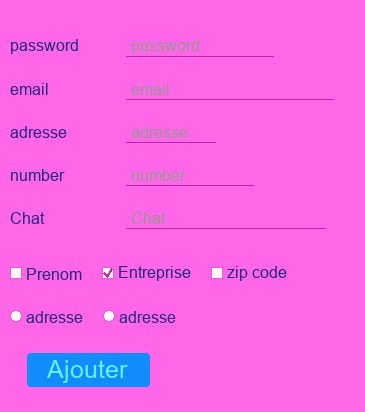 password password
email email
adresse adresse
number number
Chat Chat
Prenom Entreprise zip code
adresse adresse
Ajouter